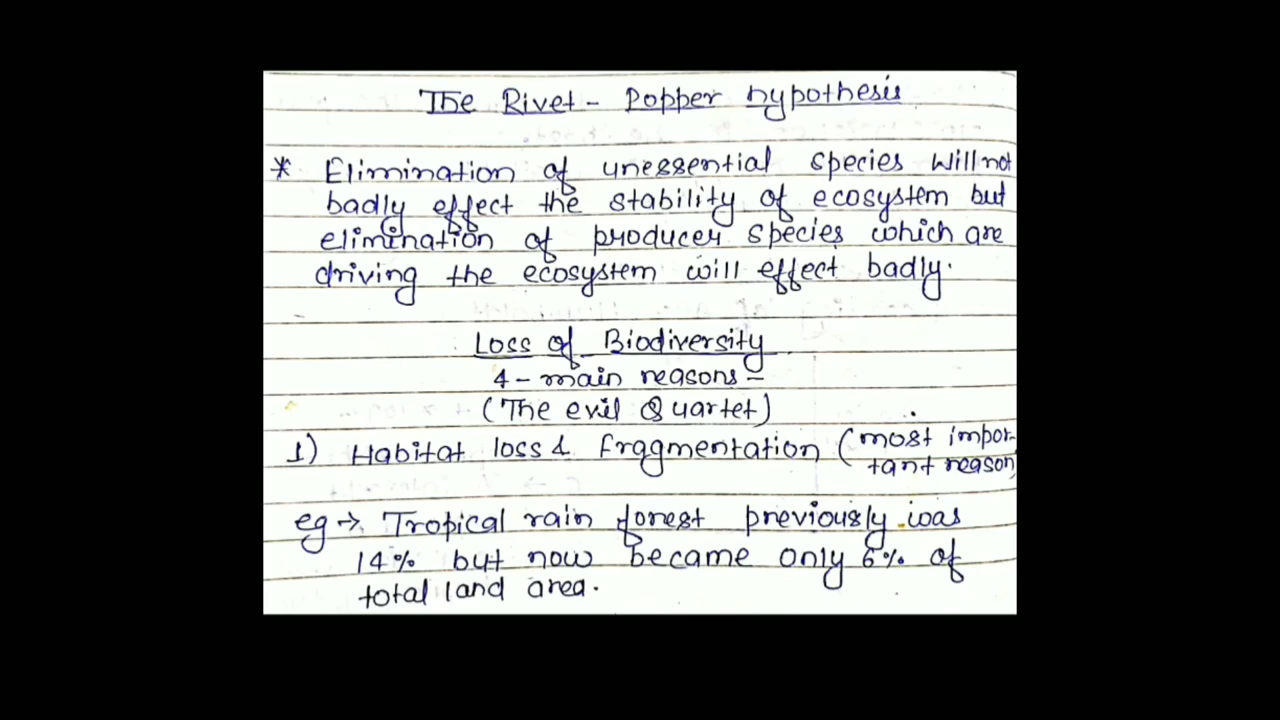 The Rivet - Popper hypothesis
* Elimination of unessential species will not
badly effect the stability of ecosystem but
elimination of producer species which are
driving the ecosystem will effect badly.
Loss of Biodiversity
4 - main reasons -
(The evil Quartet)
1) Habitat loss & fragmentation (most impor-
tant reason
eg → Tropical rain forest previously was
14% but now became only 6% of
total land area.